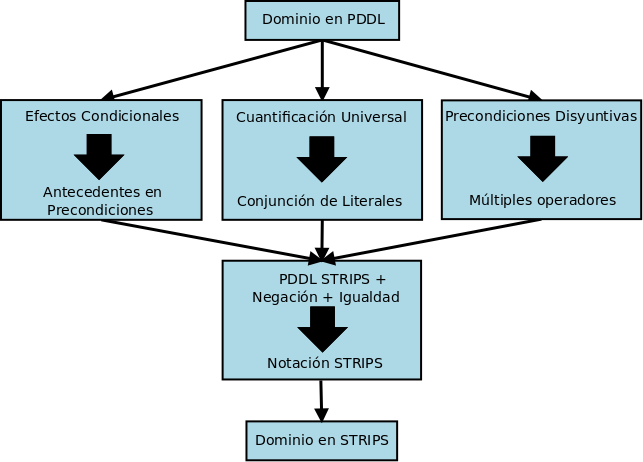 Dominio en PDDL
Efectos Condicionales
Antecedentes en
Precondiciones
Cuantificación Universal
Conjunción de Literales
Precondiciones Disyuntivas
Múltiples operadores
PDDL STRIPS +
Negación + Igualdad
Notación STRIPS
Dominio en STRIPS